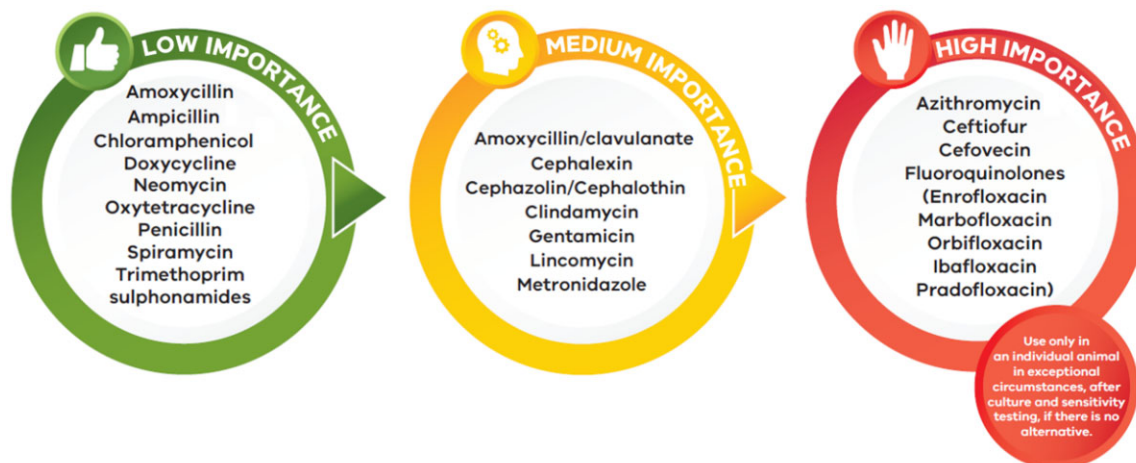 LOW IMPORTANCE
Amoxycillin
Ampicillin
Chloramphenicol
Doxycycline
Neomycin
Oxytetracycline
Penicillin
Spiramycin
Trimethoprim
sulphonamides
MEDIUM IMPORTANCE
Amoxycillin/clavulanate
Cephalexin
Cephazolin/Cephalothin
Clindamycin
Gentamicin
Lincomycin
Metronidazole
HIGH IMPORTANCE
Azithromycin
Ceftiofur
Cefovecin
Fluoroquinolones
(Enrofloxacin
Marbofloxacin
Orbifloxacin
Ibafloxacin
Pradofloxacin)
Use only in
an individual animal
in exceptional
circumstances, after
culture and sensitivity
testing, if there is no
alternative.